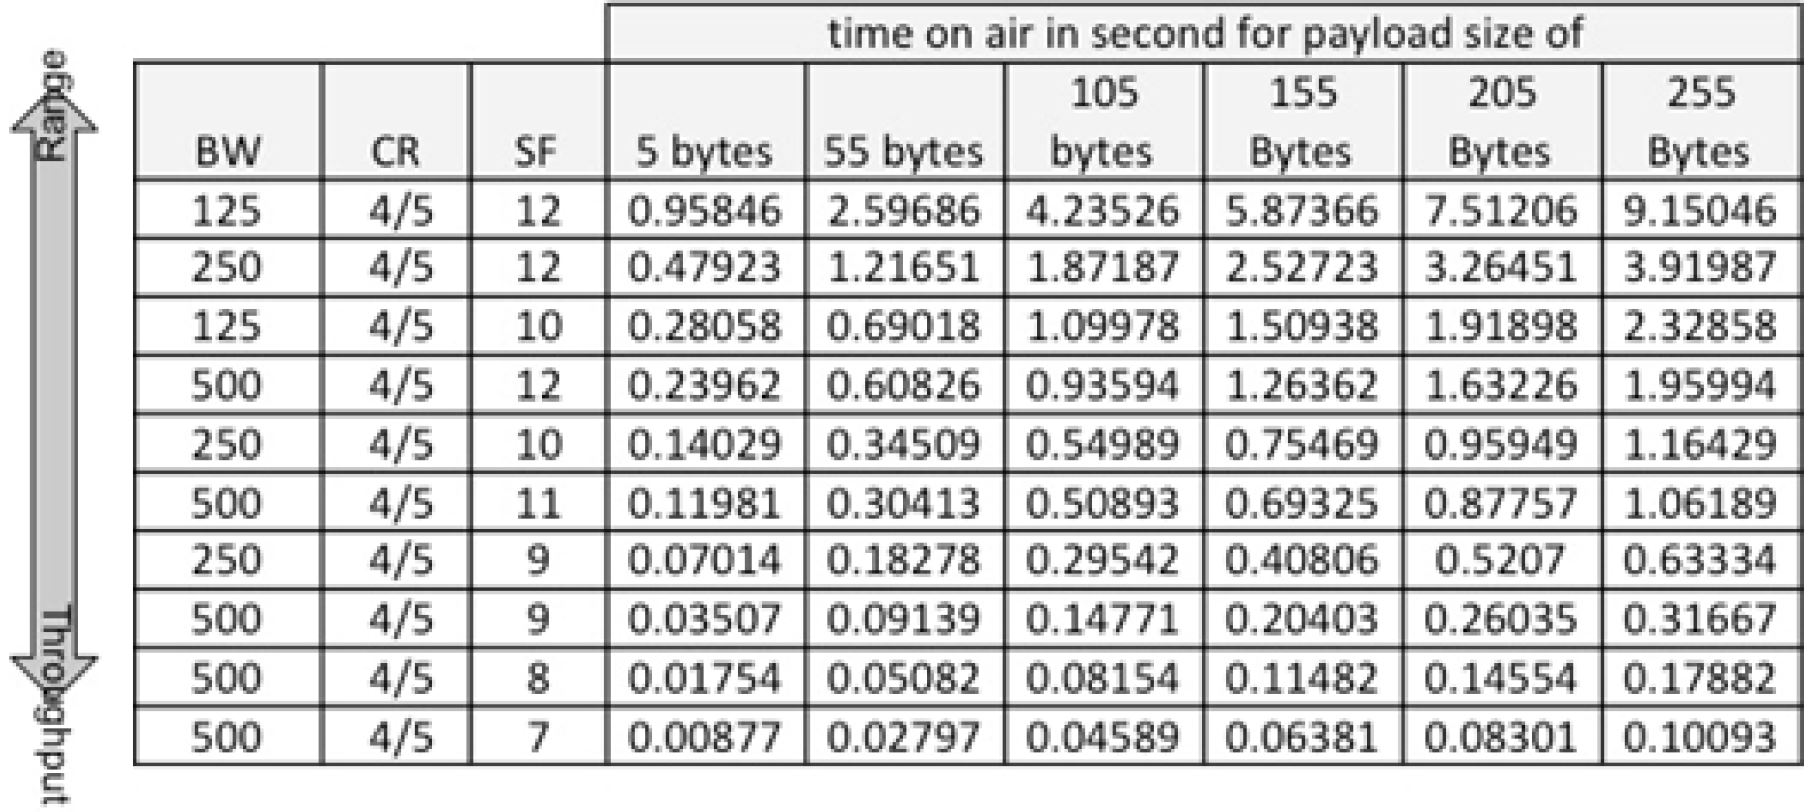 time on air in second for payload size of
Range
105 155 205 255
BW CR SF 5 bytes 55 bytes bytes Bytes Bytes Bytes
125 4/5 12 0.95846 2.59686 4.23526 5.87366 7.51206 9.15046
250 4/5 12 0.47923 1.21651 1.87187 2.52723 3.26451 3.91987
125 4/5 10 0.28058 0.69018 1.09978 1.50938 1.91898 2.32858
500 4/5 12 0.23962 0.60826 0.93594 1.26362 1.63226 1.95994
250 4/5 10 0.14029 0.34509 0.54989 0.75469 0.95949 1.16429
500 4/5 11 0.11981 0.30413 0.50893 0.69325 0.87757 1.06189
250 4/5 9 0.07014 0.18278 0.29542 0.40806 0.5207 0.63334
500 4/5 9 0.03507 0.09139 0.14771 0.20403 0.26035 0.31667
500 4/5 8 0.01754 0.05082 0.08154 0.11482 0.14554 0.17882
500 4/5 7 0.00877 0.02797 0.04589 0.06381 0.08301 0.10093
Throughput